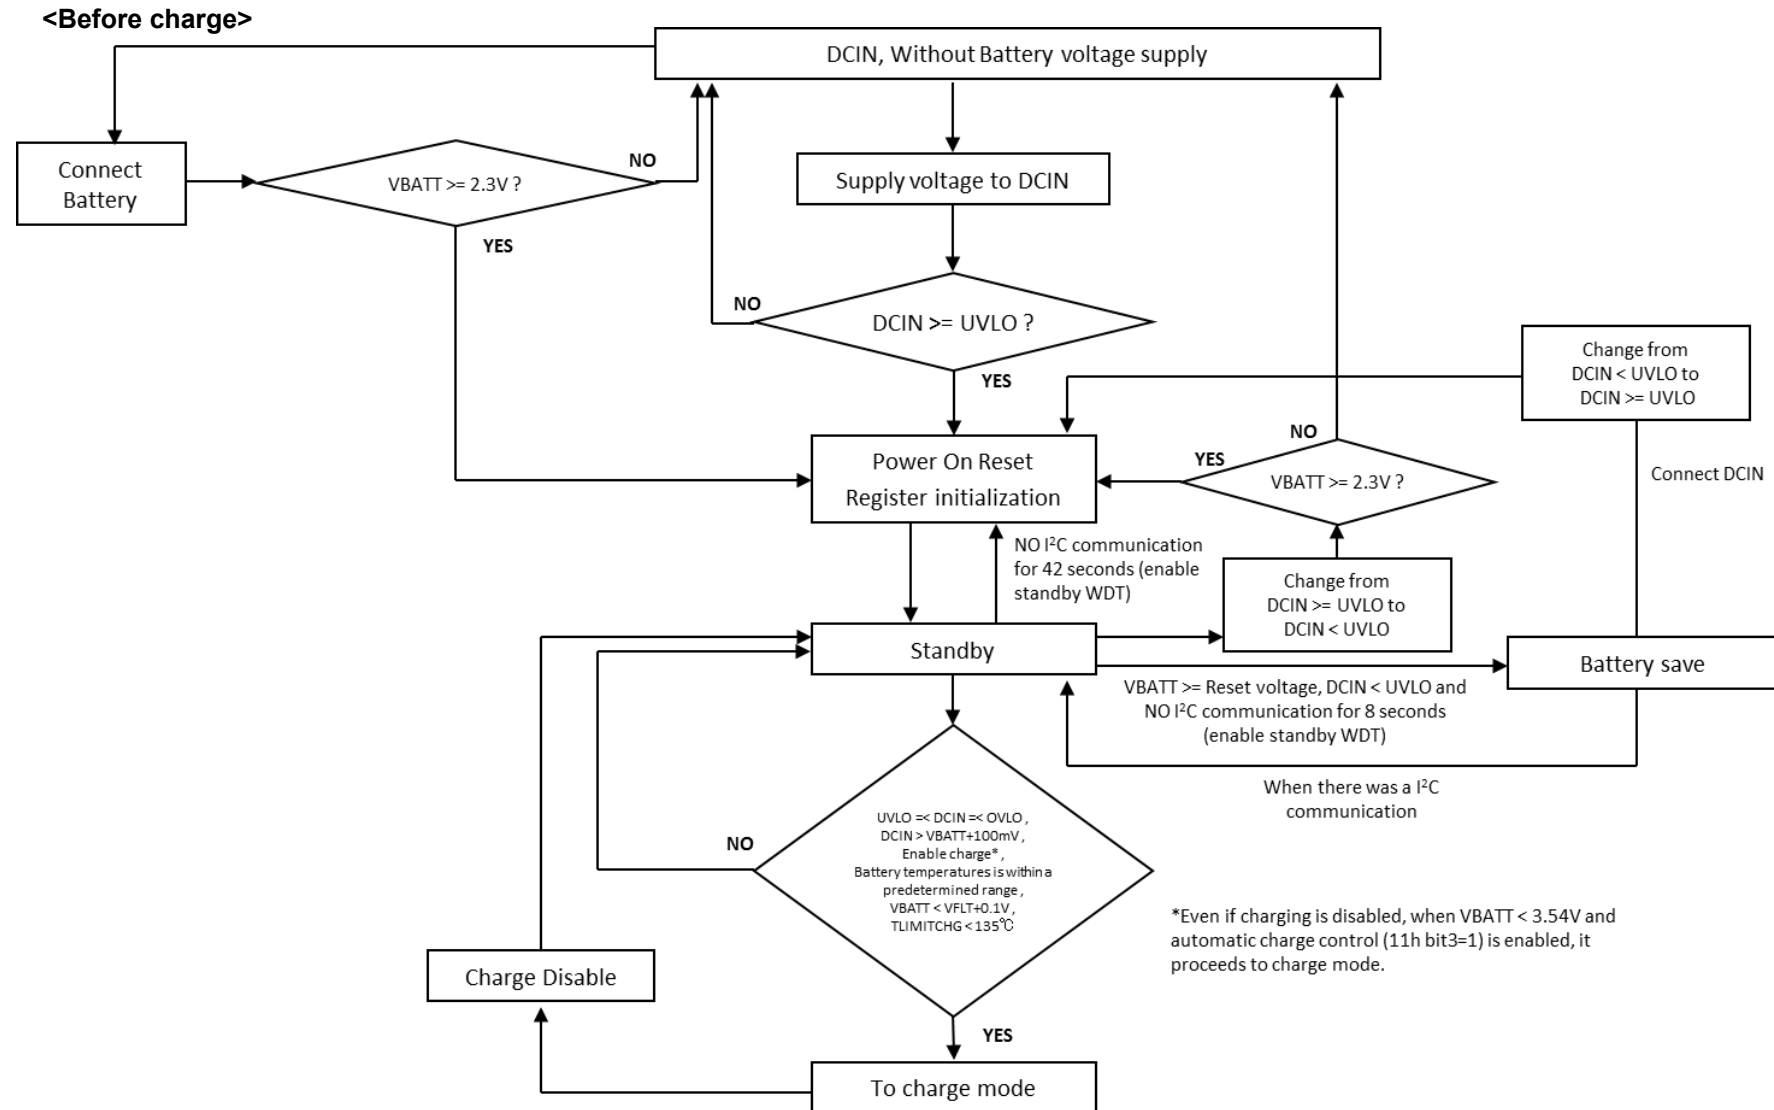 <Before charge>
DCIN, Without Battery voltage supply
Connect
Battery
VBATT >= 2.3V ?
NO
YES
Supply voltage to DCIN
NO
DCIN >= UVLO ?
YES
Change from
DCIN < UVLO to
DCIN >= UVLO
Power On Reset
Register initialization
NO
YES
VBATT >= 2.3V ?
Connect DCIN
NO I²C communication
for 42 seconds (enable
standby WDT)
Change from
DCIN >= UVLO to
DCIN < UVLO
Standby
Battery save
VBATT >= Reset voltage, DCIN < UVLO and
NO I²C communication for 8 seconds
(enable standby WDT)
When there was a I²C
communication
NO
UVLO =< DCIN =< OVLO ,
DCIN > VBATT+100mV ,
Enable charge* ,
Battery temperatures is within a
predetermined range ,
VBATT < VFLT+0.1V ,
TLIMITCHG < 135℃
*Even if charging is disabled, when VBATT < 3.54V and
automatic charge control (11h bit3=1) is enabled, it
proceeds to charge mode.
Charge Disable
YES
To charge mode